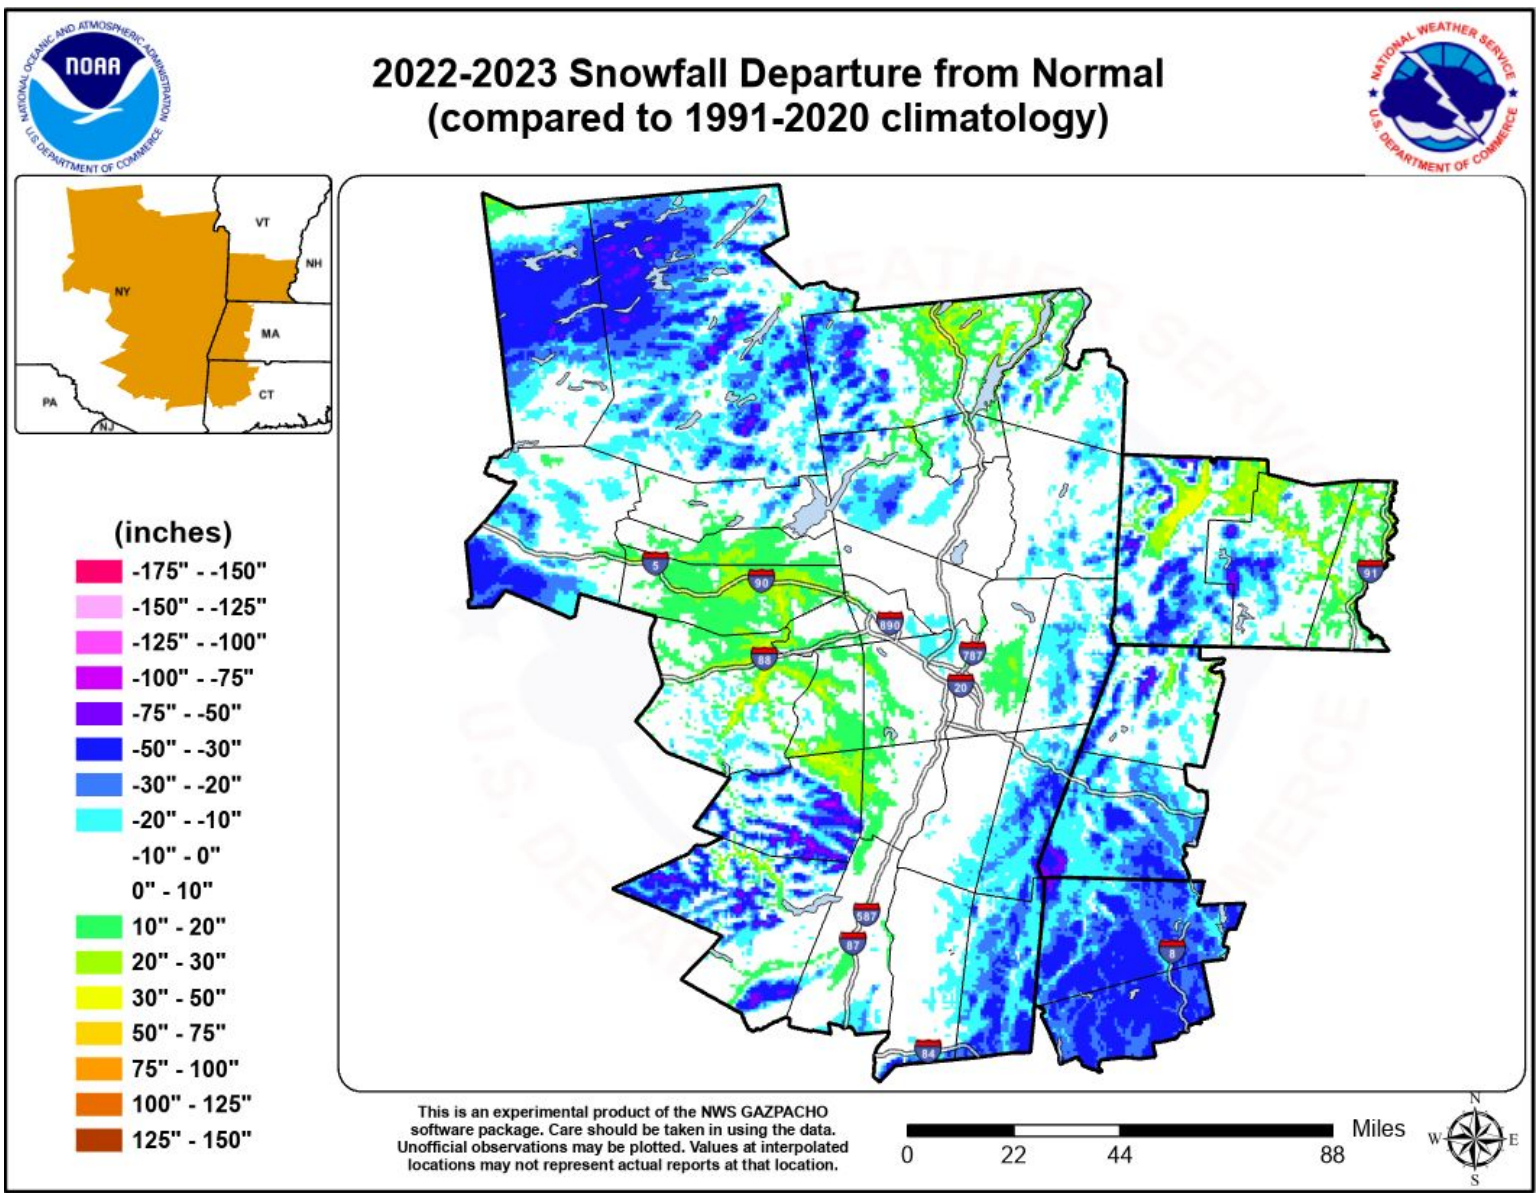 NATIONAL OCEANIC AND ATMOSPHERIC ADMINISTRATION
NOAA
U.S. DEPARTMENT OF COMMERCE
2022-2023 Snowfall Departure from Normal
(compared to 1991-2020 climatology)
NATIONAL WEATHER SERVICE
U.S. DEPARTMENT OF COMMERCE
VT
NH
NY
MA
CT
PA
NJ
(inches)
-175" - -150"
-150" - -125"
-125" - -100"
-100" - -75"
-75" - -50"
-50" - -30"
-30" - -20"
-20" - -10"
-10" - 0"
0" - 10"
10" - 20"
20" - 30"
30" - 50"
50" - 75"
75" - 100"
100" - 125"
125" - 150"
5
90
91
890
88
787
20
587
87
8
84
This is an experimental product of the NWS GAZPACHO
software package. Care should be taken in using the data.
Unofficial observations may be plotted. Values at interpolated
locations may not represent actual reports at that location.
Miles
0 22 44 88
N
W E
S